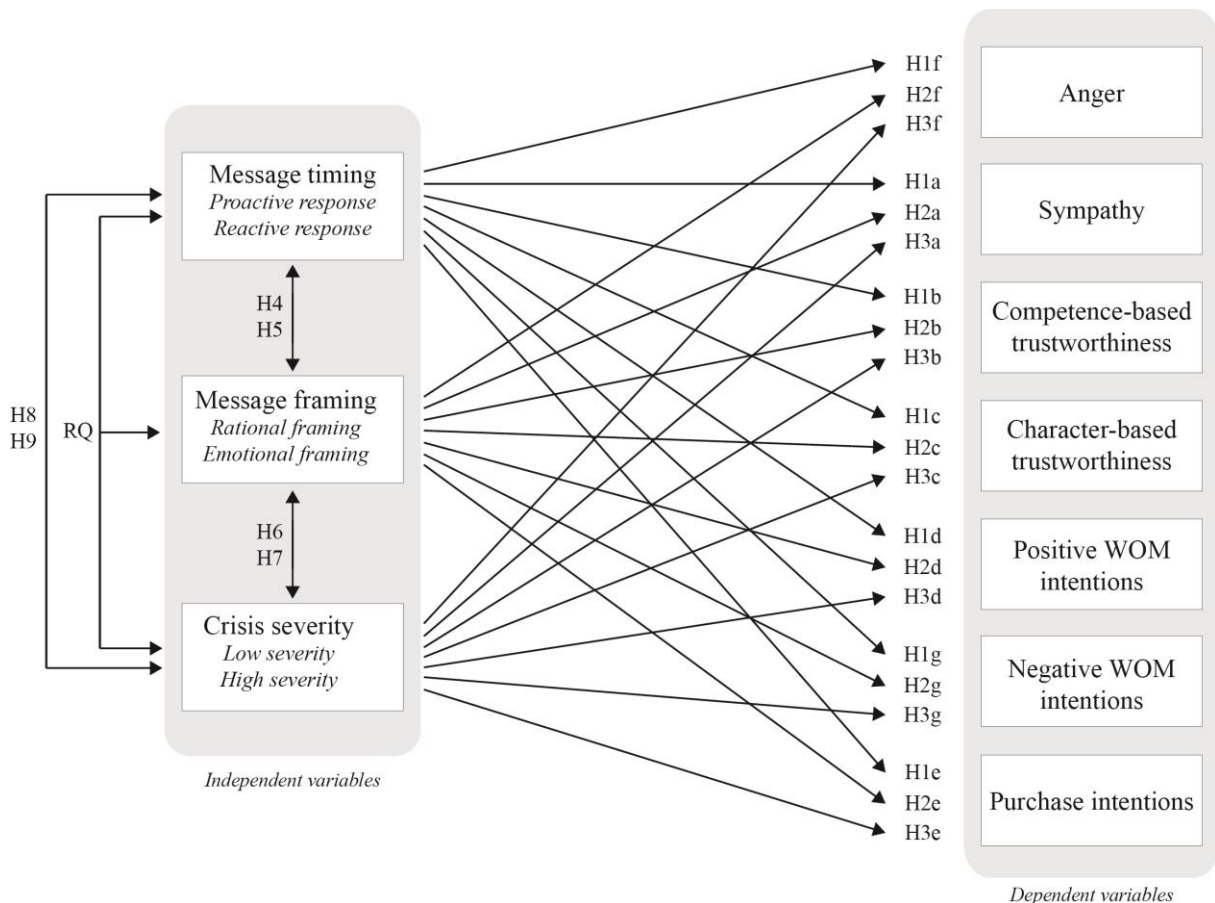 H8
H9
RQ
Message timing
Proactive response
Reactive response
H4
H5
Message framing
Rational framing
Emotional framing
H6
H7
Crisis severity
Low severity
High severity
Independent variables
H1f
H2f
H3f
H1a
H2a
H3a
H1b
H2b
H3b
H1c
H2c
H3c
H1d
H2d
H3d
H1g
H2g
H3g
H1e
H2e
H3e
Anger
Sympathy
Competence-based
trustworthiness
Character-based
trustworthiness
Positive WOM
intentions
Negative WOM
intentions
Purchase intentions
Dependent variables